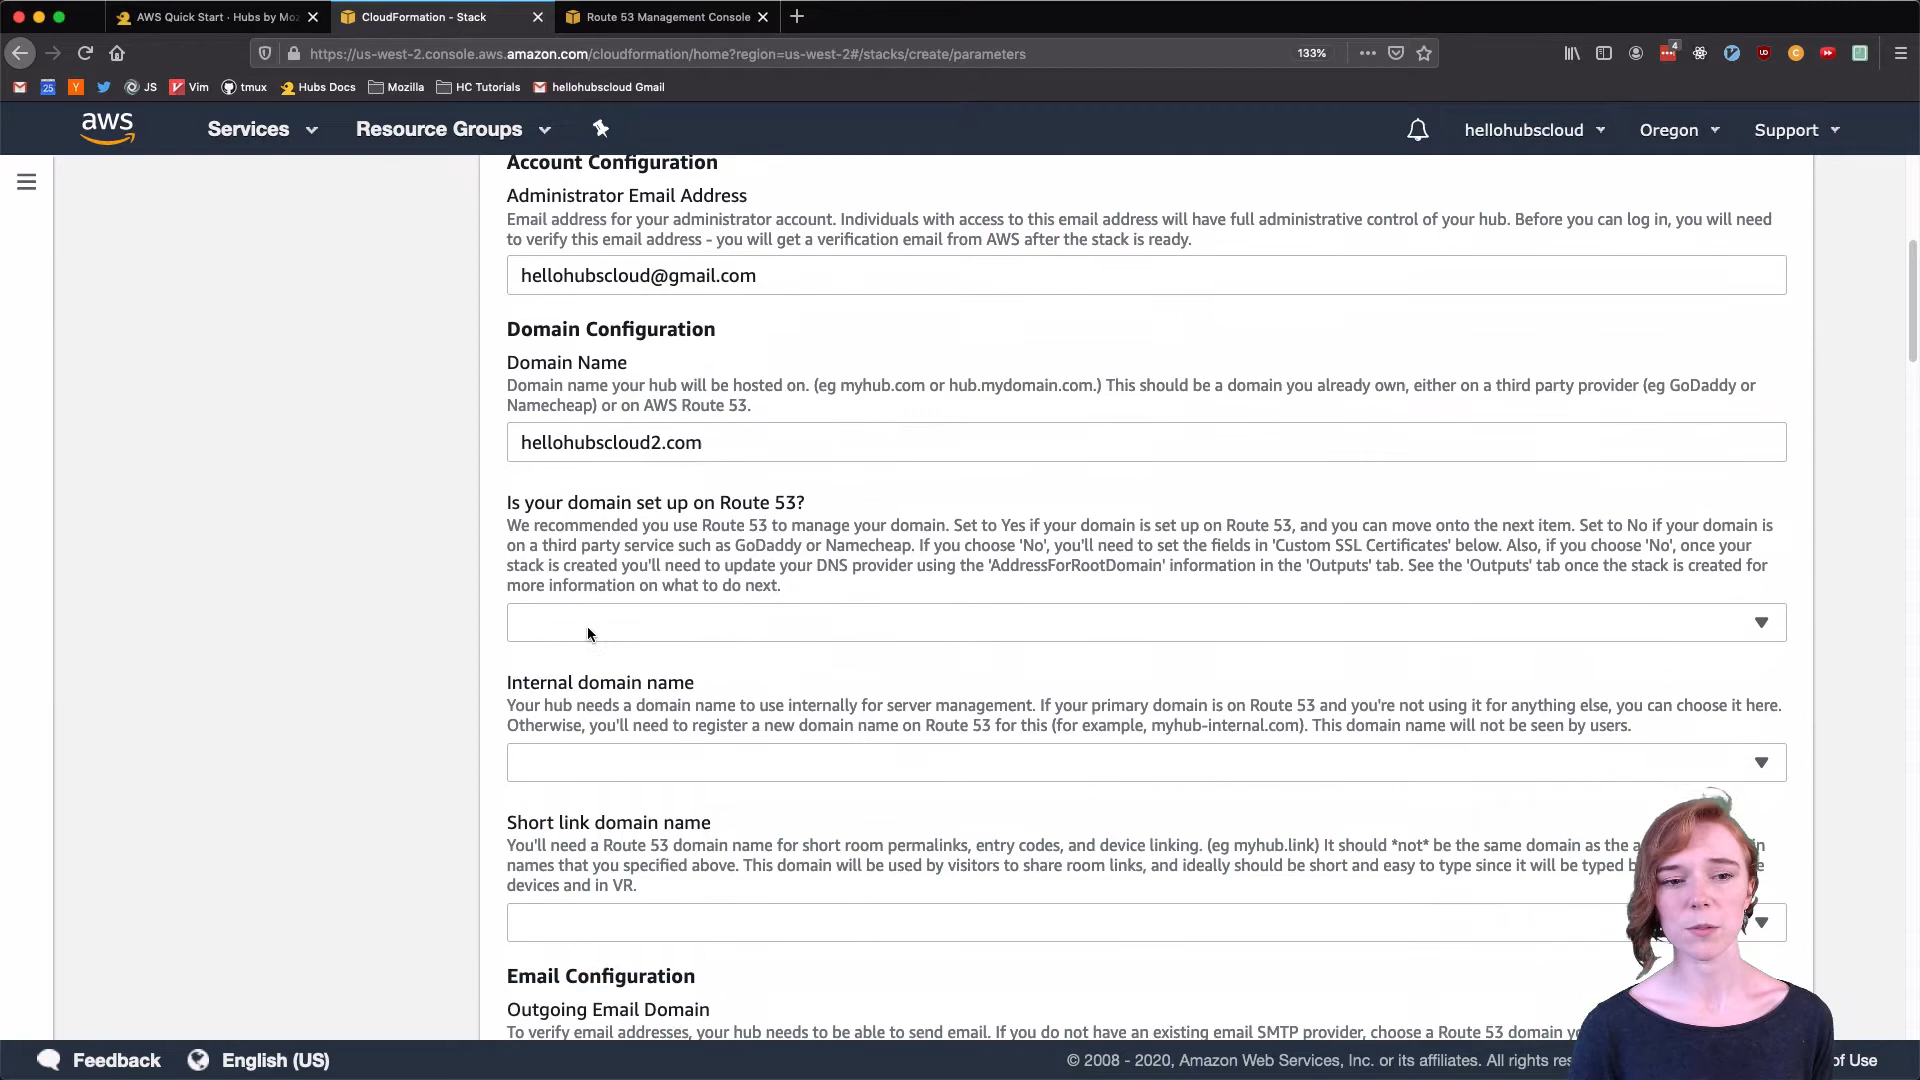 AWS Quick Start · Hubs by Moz
CloudFormation - Stack
Route 53 Management Console
https://us-west-2.console.aws.amazon.com/cloudformation/home?region=us-west-2#/stacks/create/parameters
133%
4
25
Y
JS
Vim
tmux
Hubs Docs
Mozilla
HC Tutorials
hellohubscloud Gmail
aws
Services
Resource Groups
hellohubscloud
Oregon
Support
Account Configuration
Administrator Email Address
Email address for your administrator account. Individuals with access to this email address will have full administrative control of your hub. Before you can log in, you will need
to verify this email address - you will get a verification email from AWS after the stack is ready.
hellohubscloud@gmail.com
Domain Configuration
Domain Name
Domain name your hub will be hosted on. (eg myhub.com or hub.mydomain.com.) This should be a domain you already own, either on a third party provider (eg GoDaddy or
Namecheap) or on AWS Route 53.
hellohubscloud2.com
Is your domain set up on Route 53?
We recommended you use Route 53 to manage your domain. Set to Yes if your domain is set up on Route 53, and you can move onto the next item. Set to No if your domain is
on a third party service such as GoDaddy or Namecheap. If you choose 'No', you'll need to set the fields in 'Custom SSL Certificates' below. Also, if you choose 'No', once your
stack is created you'll need to update your DNS provider using the 'AddressForRootDomain' information in the 'Outputs' tab. See the 'Outputs' tab once the stack is created for
more information on what to do next.
Internal domain name
Your hub needs a domain name to use internally for server management. If your primary domain is on Route 53 and you're not using it for anything else, you can choose it here.
Otherwise, you'll need to register a new domain name on Route 53 for this (for example, myhub-internal.com). This domain name will not be seen by users.
Short link domain name
You'll need a Route 53 domain name for short room permalinks, entry codes, and device linking. (eg myhub.link) It should *not* be the same domain as the
names that you specified above. This domain will be used by visitors to share room links, and ideally should be short and easy to type since it will be typed
devices and in VR.
Email Configuration
Outgoing Email Domain
To verify email addresses, your hub needs to be able to send email. If you do not have an existing email SMTP provider, choose a Route 53 domain
Feedback
English (US)
© 2008 - 2020, Amazon Web Services, Inc. or its affiliates. All rights
of Use